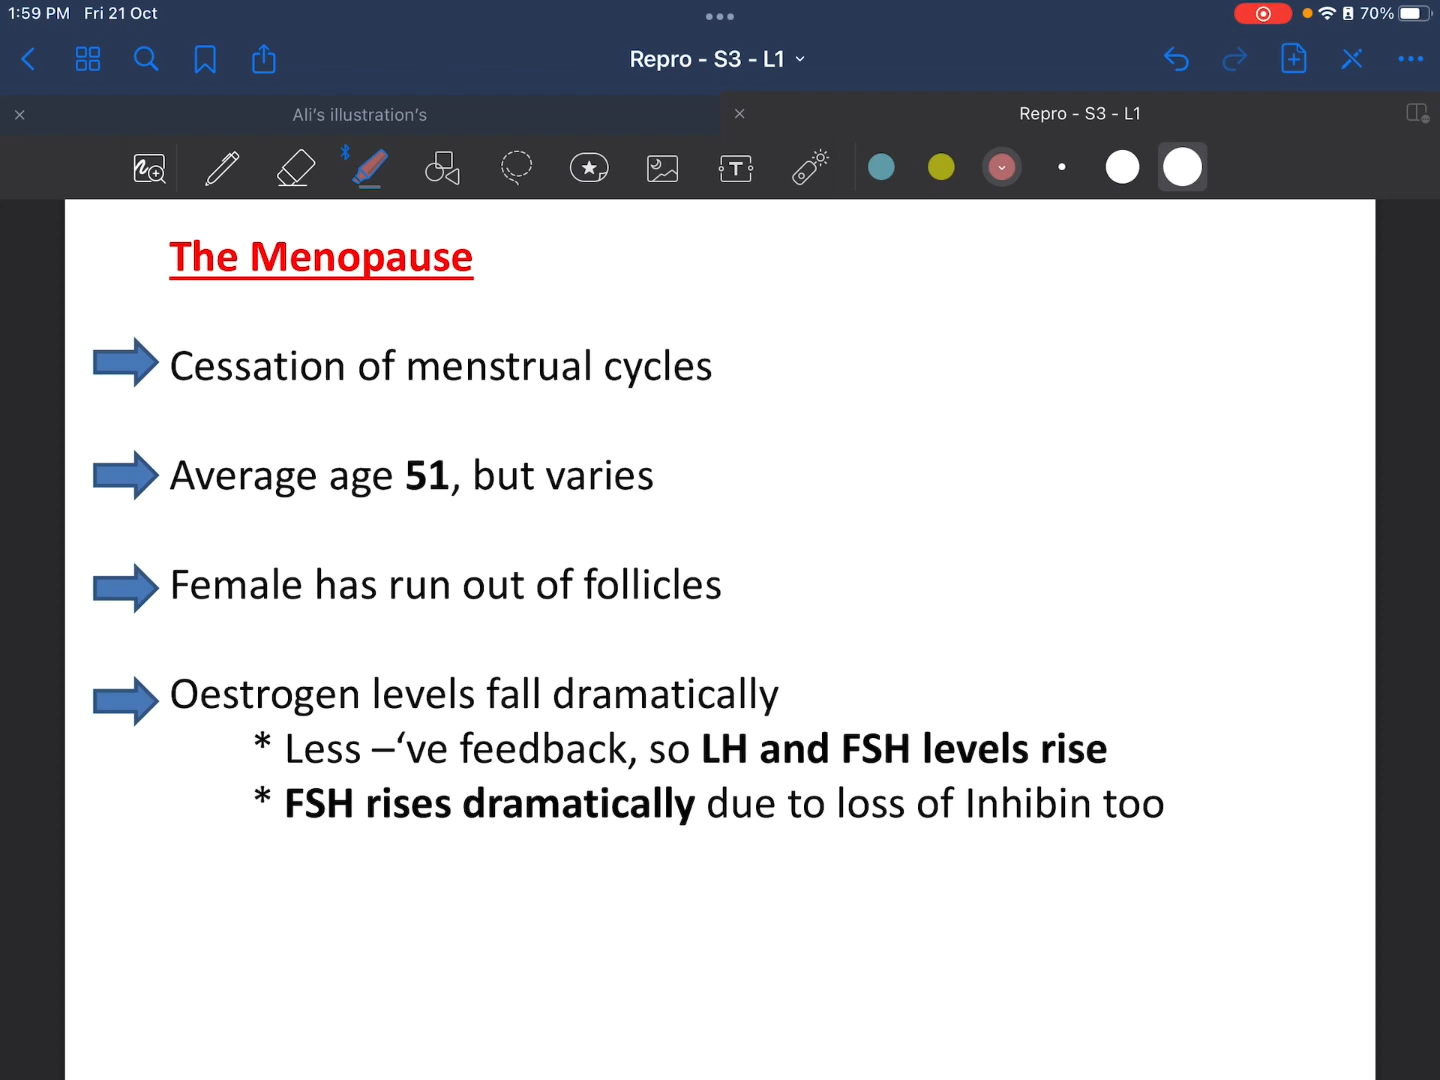 1:59 PM Fri 21 Oct
70%
Repro - S3 - L1
Ali's illustration's
Repro - S3 - L1
T
The Menopause
Cessation of menstrual cycles
Average age 51, but varies
Female has run out of follicles
Oestrogen levels fall dramatically
* Less –‘ve feedback, so LH and FSH levels rise
* FSH rises dramatically due to loss of Inhibin too